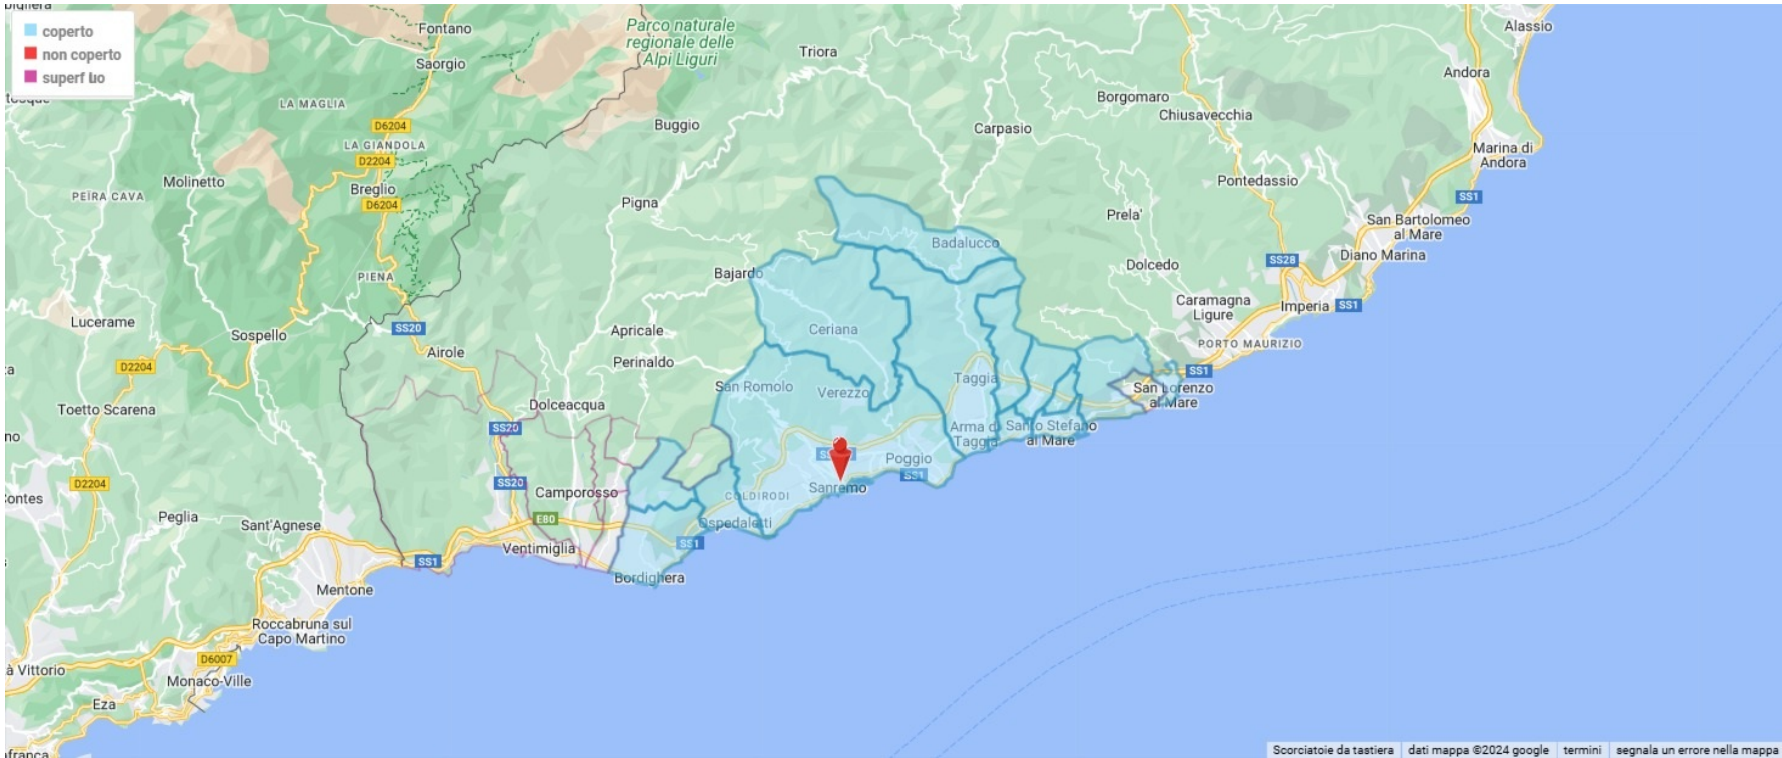 coperto
non coperto
superfluo
Fontano
Saorgio
Parco naturale
regionale delle
Alpi Liguri
Triora
Alassio
Andora
LA MAGLIA
Borgomaro
Chiusavecchia
Buggio
Carpasio
D6204
LA GIANDOLA
D2204
Marina di
Andora
Molinetto
Breglio
PEÏRA CAVA
D6204
Pigna
Pontedassio
SS1
Prela'
San Bartolomeo
al Mare
Badalucco
Diano Marina
SS28
Dolcedo
Bajardo
PIENA
Caramagna
Ligure
Imperia
SS1
Lucerame
Sospello
SS20
Apricale
Ceriana
PORTO MAURIZIO
Airole
Perinaldo
D2204
SS1
San Romolo
Verezzo
Taggia
San Lorenzo
al Mare
Toetto Scarena
Dolceacqua
SS20
Arma di
Taggia
Santo Stefano
al Mare
Poggio
SS1
D2204
SS20
Camporosso
COLDIRODI
Sanremo
Contes
Peglia
Sant'Agnese
E80
Ospedaletti
Ventimiglia
SS1
SS1
Bordighera
Mentone
Roccabruna sul
Capo Martino
D6007
à Vittorio
Monaco-Ville
Eza
Scorciatoie da tastiera
dati mappa ©2024 google
termini
segnala un errore nella mappa